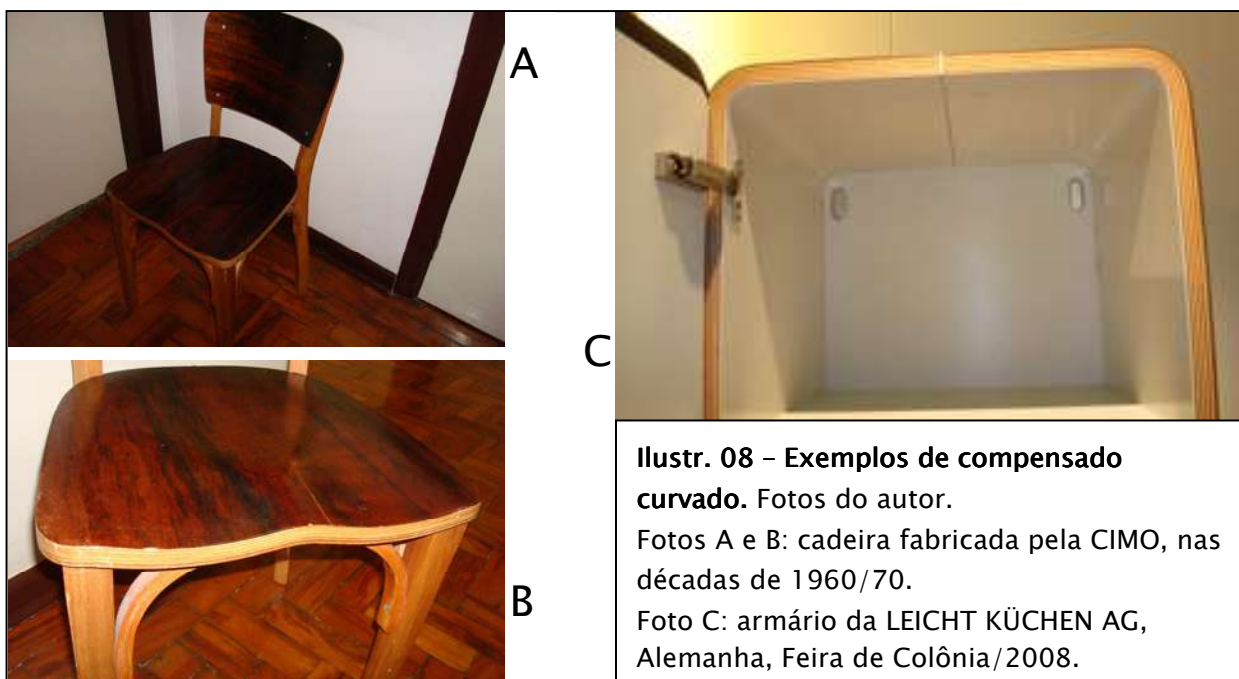 A
C
B
Ilustr. 08 – Exemplos de compensado
curvado. Fotos do autor.
Fotos A e B: cadeira fabricada pela CIMO, nas
décadas de 1960/70.
Foto C: armário da LEICHT KÜCHEN AG,
Alemanha, Feira de Colônia/2008.